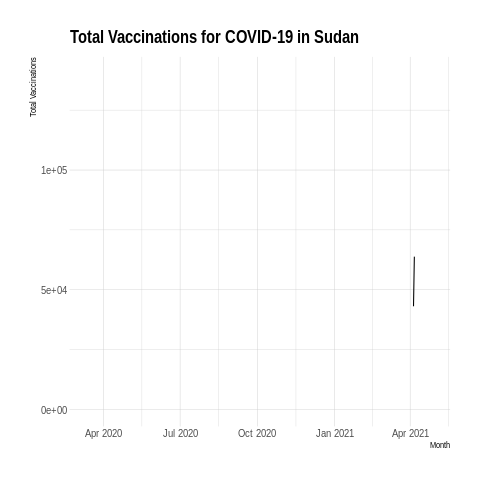 Total Vaccinations for COVID-19 in Sudan
Total Vaccinations
1e+05
5e+04
0e+00
Apr 2020 Jul 2020 Oct 2020 Jan 2021 Apr 2021
Month